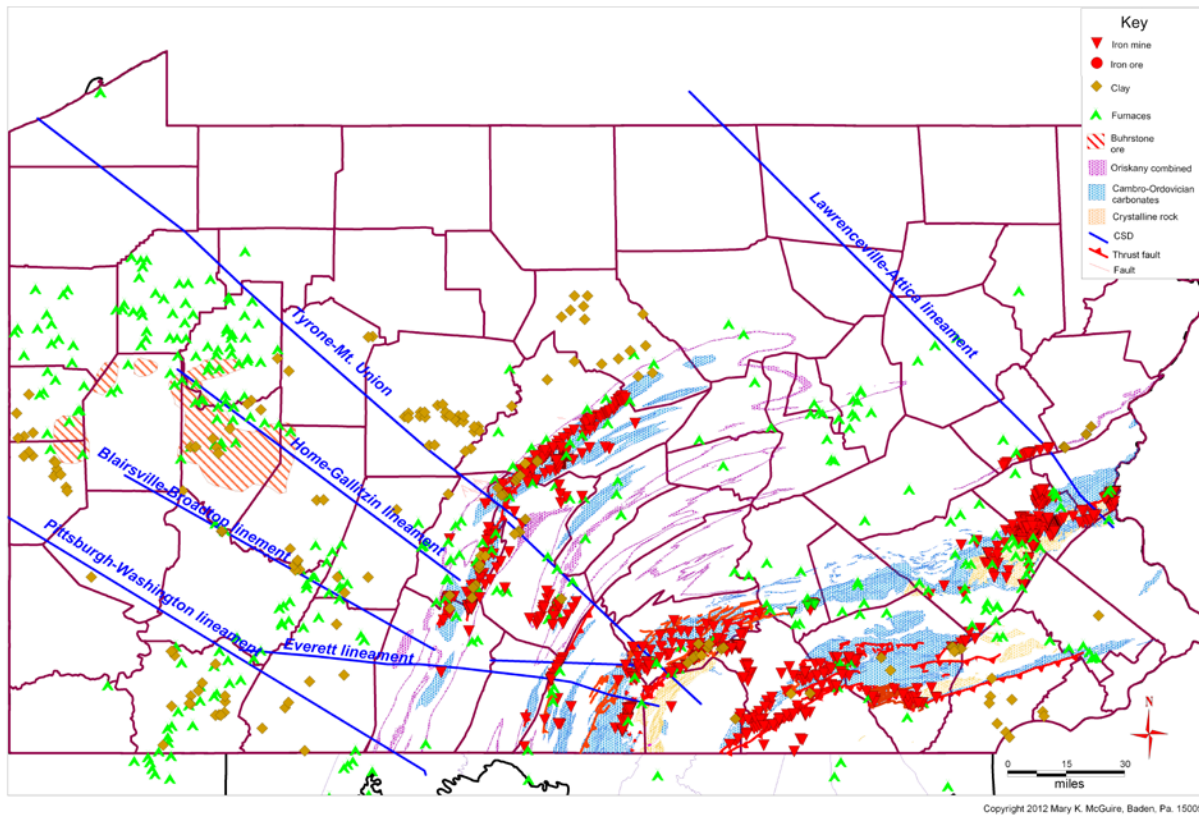 Key
Iron mine
Iron ore
Clay
Furnaces
Buhrstone
ore
Oriskany combined
Cambro-Ordovician
carbonates
Crystalline rock
CSD
Thrust fault
Fault
Lawrenceville-Attica lineament
Tyrone-Mt. Union
Home-Gallitzin lineament
Blairsville-Broadtop linement
Pittsburgh-Washington lineament
Everett lineament
N
0 15 30
miles
Copyright 2012 Mary K. McGuire, Baden, Pa. 15005